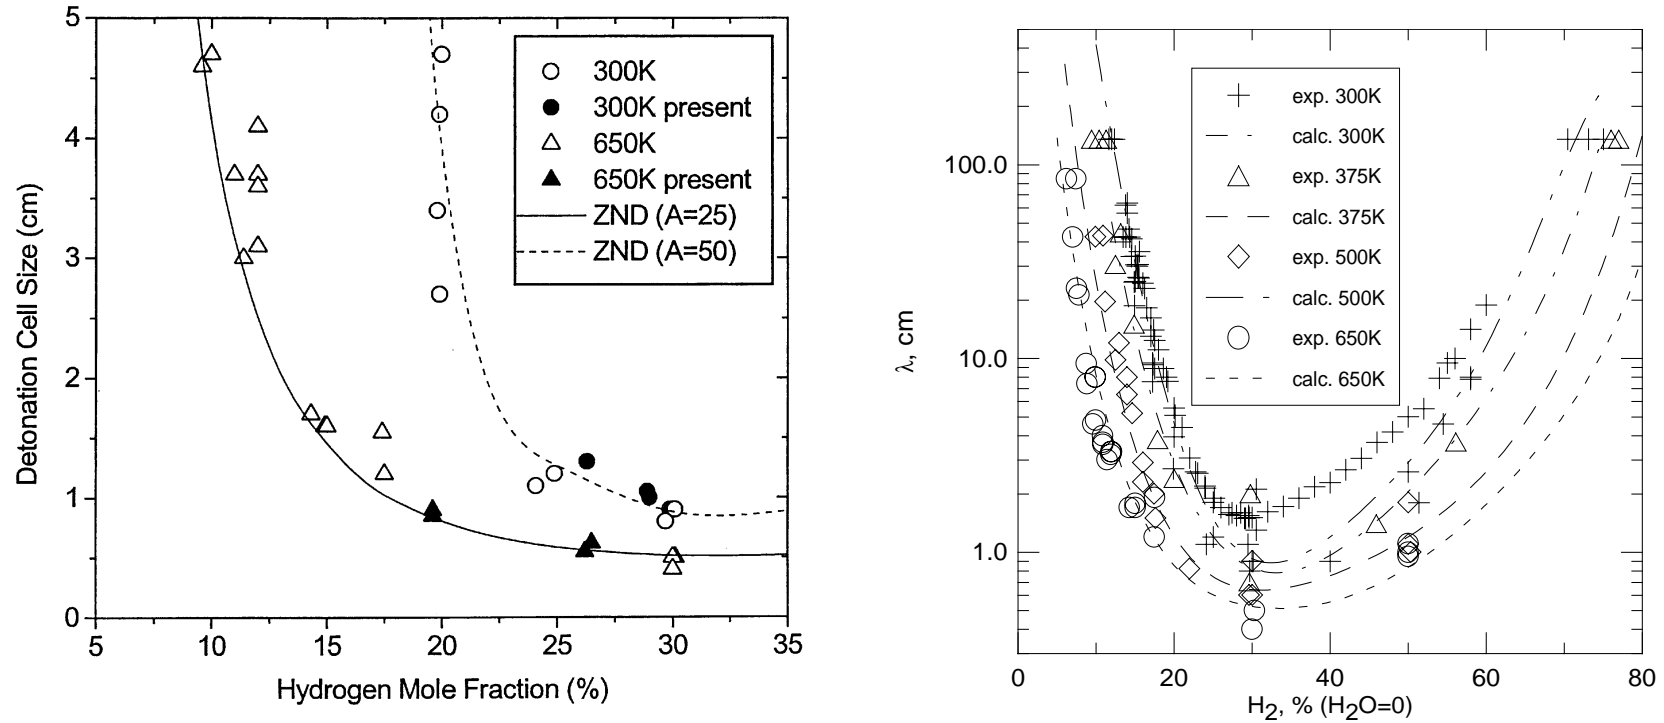 5
4
3
2
1
0
5
10
15
20
25
30
35
Detonation Cell Size (cm)
Hydrogen Mole Fraction (%)
300K
300K present
650K
650K present
ZND (A=25)
ZND (A=50)
100.0
10.0
1.0
0
20
40
60
80
λ, cm
H2, % (H2O=0)
exp. 300K
calc. 300K
exp. 375K
calc. 375K
exp. 500K
calc. 500K
exp. 650K
calc. 650K